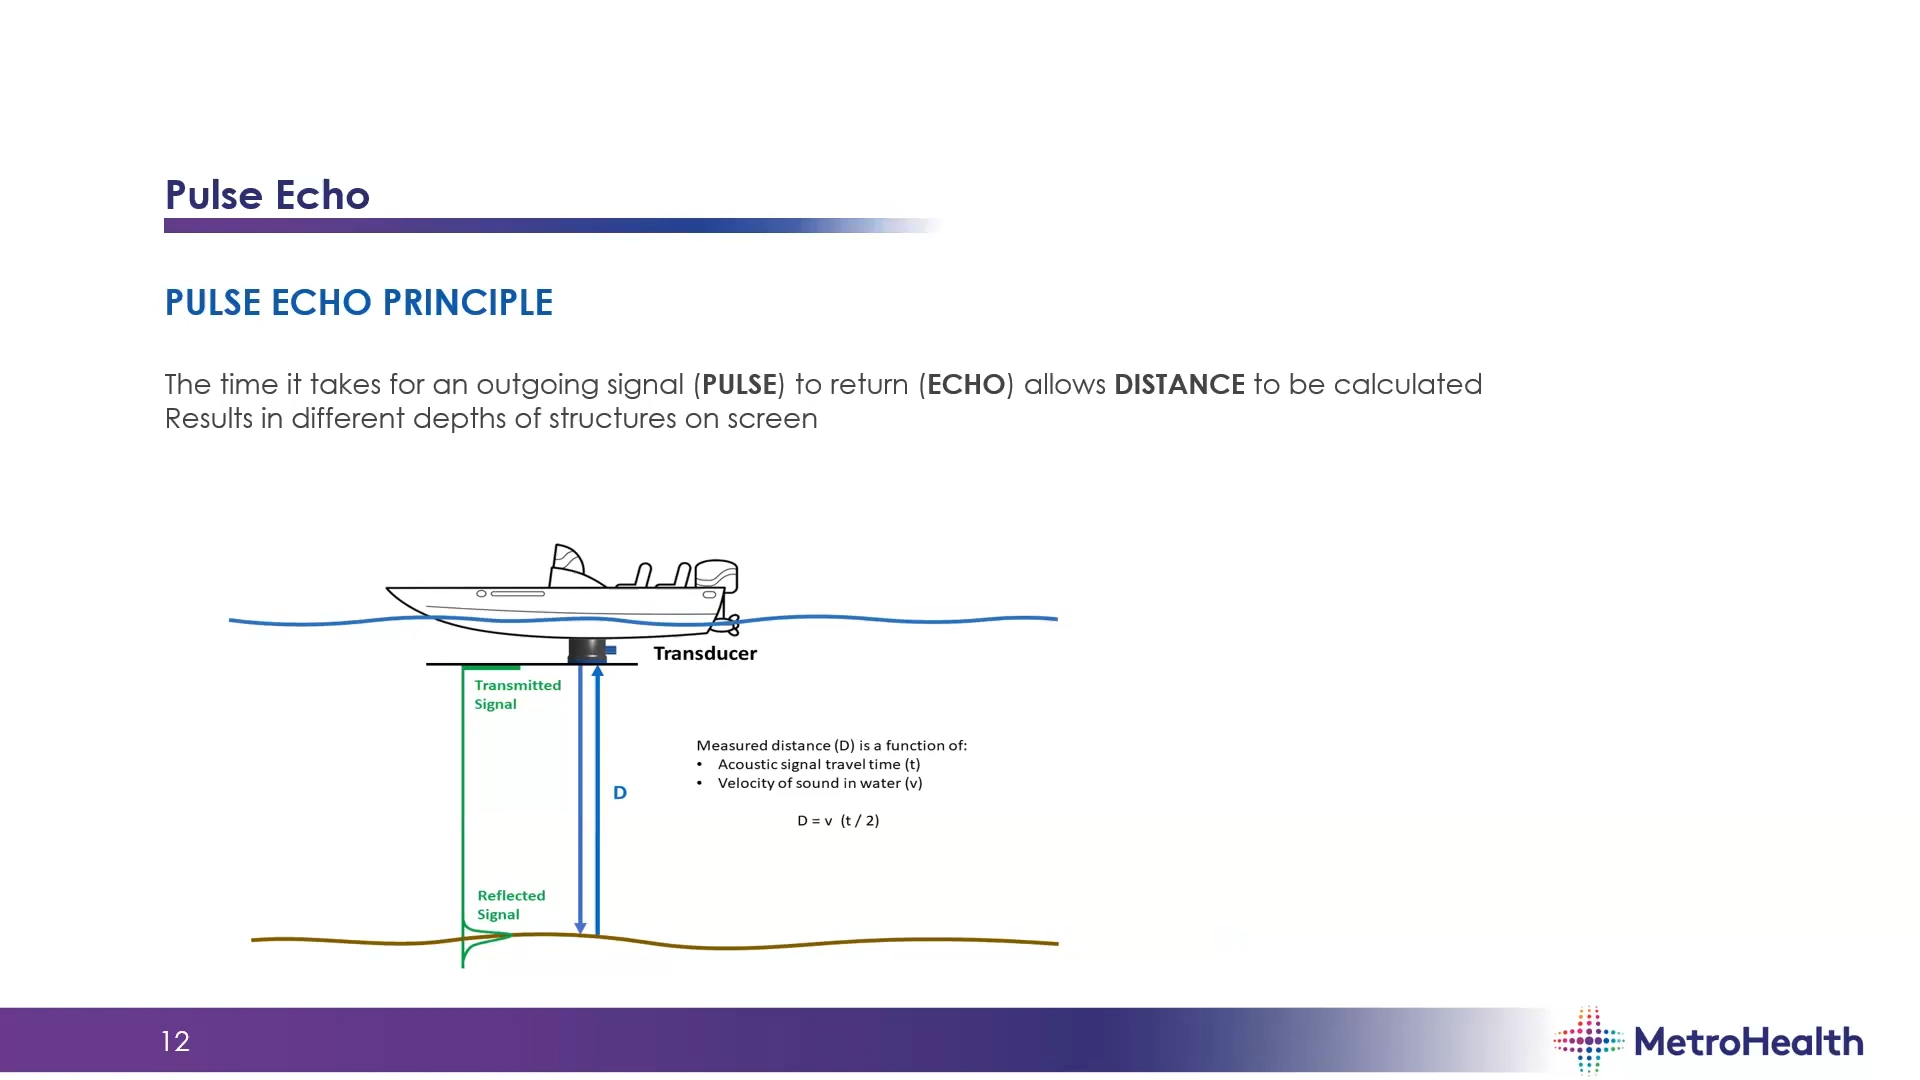 Pulse Echo
PULSE ECHO PRINCIPLE
The time it takes for an outgoing signal (PULSE) to return (ECHO) allows DISTANCE to be calculated
Results in different depths of structures on screen
Transducer
Transmitted
Signal
Measured distance (D) is a function of:
• Acoustic signal travel time (t)
• Velocity of sound in water (v)
D
D = v (t / 2)
Reflected
Signal
12
MetroHealth